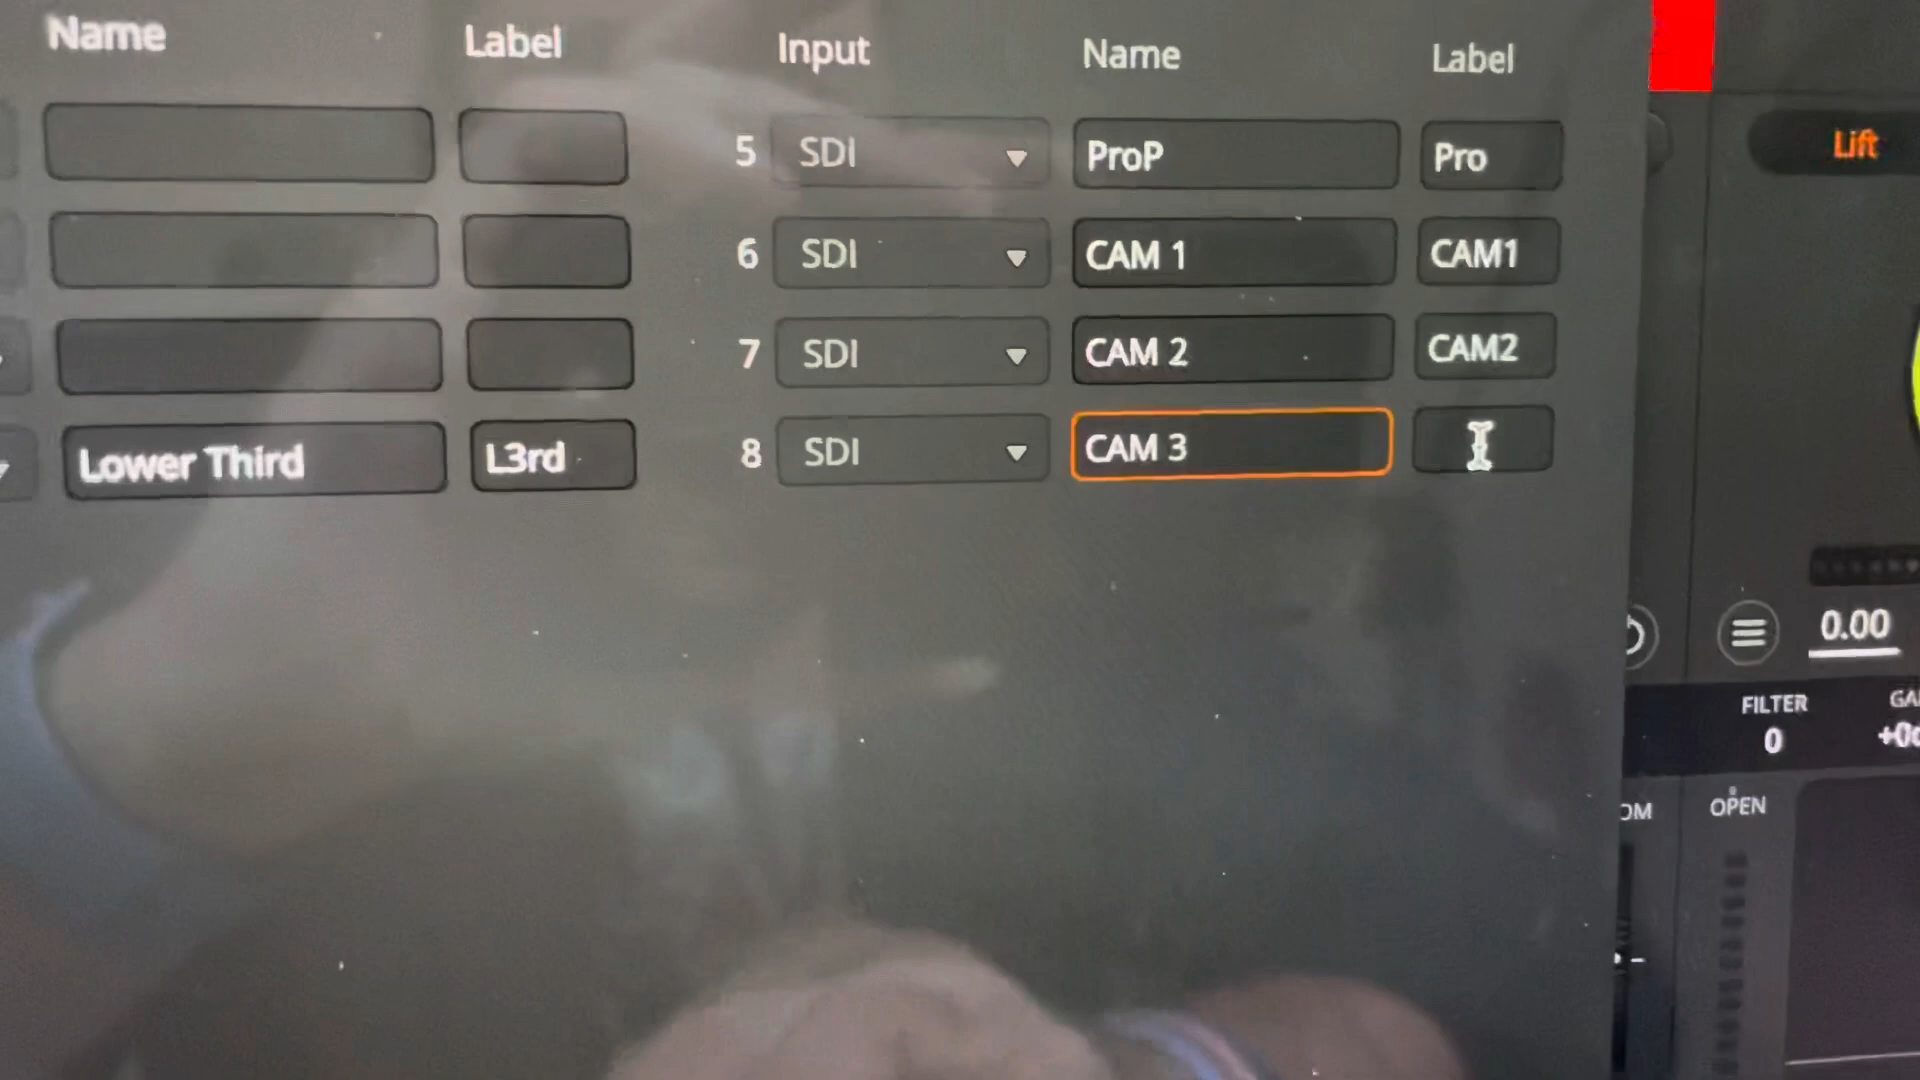 Name Label Input Name Label
5 SDI ProP Pro
6 SDI CAM 1 CAM1
7 SDI CAM 2 CAM2
Lower Third L3rd 8 SDI CAM 3
Lift
0.00
FILTER
0
OPEN